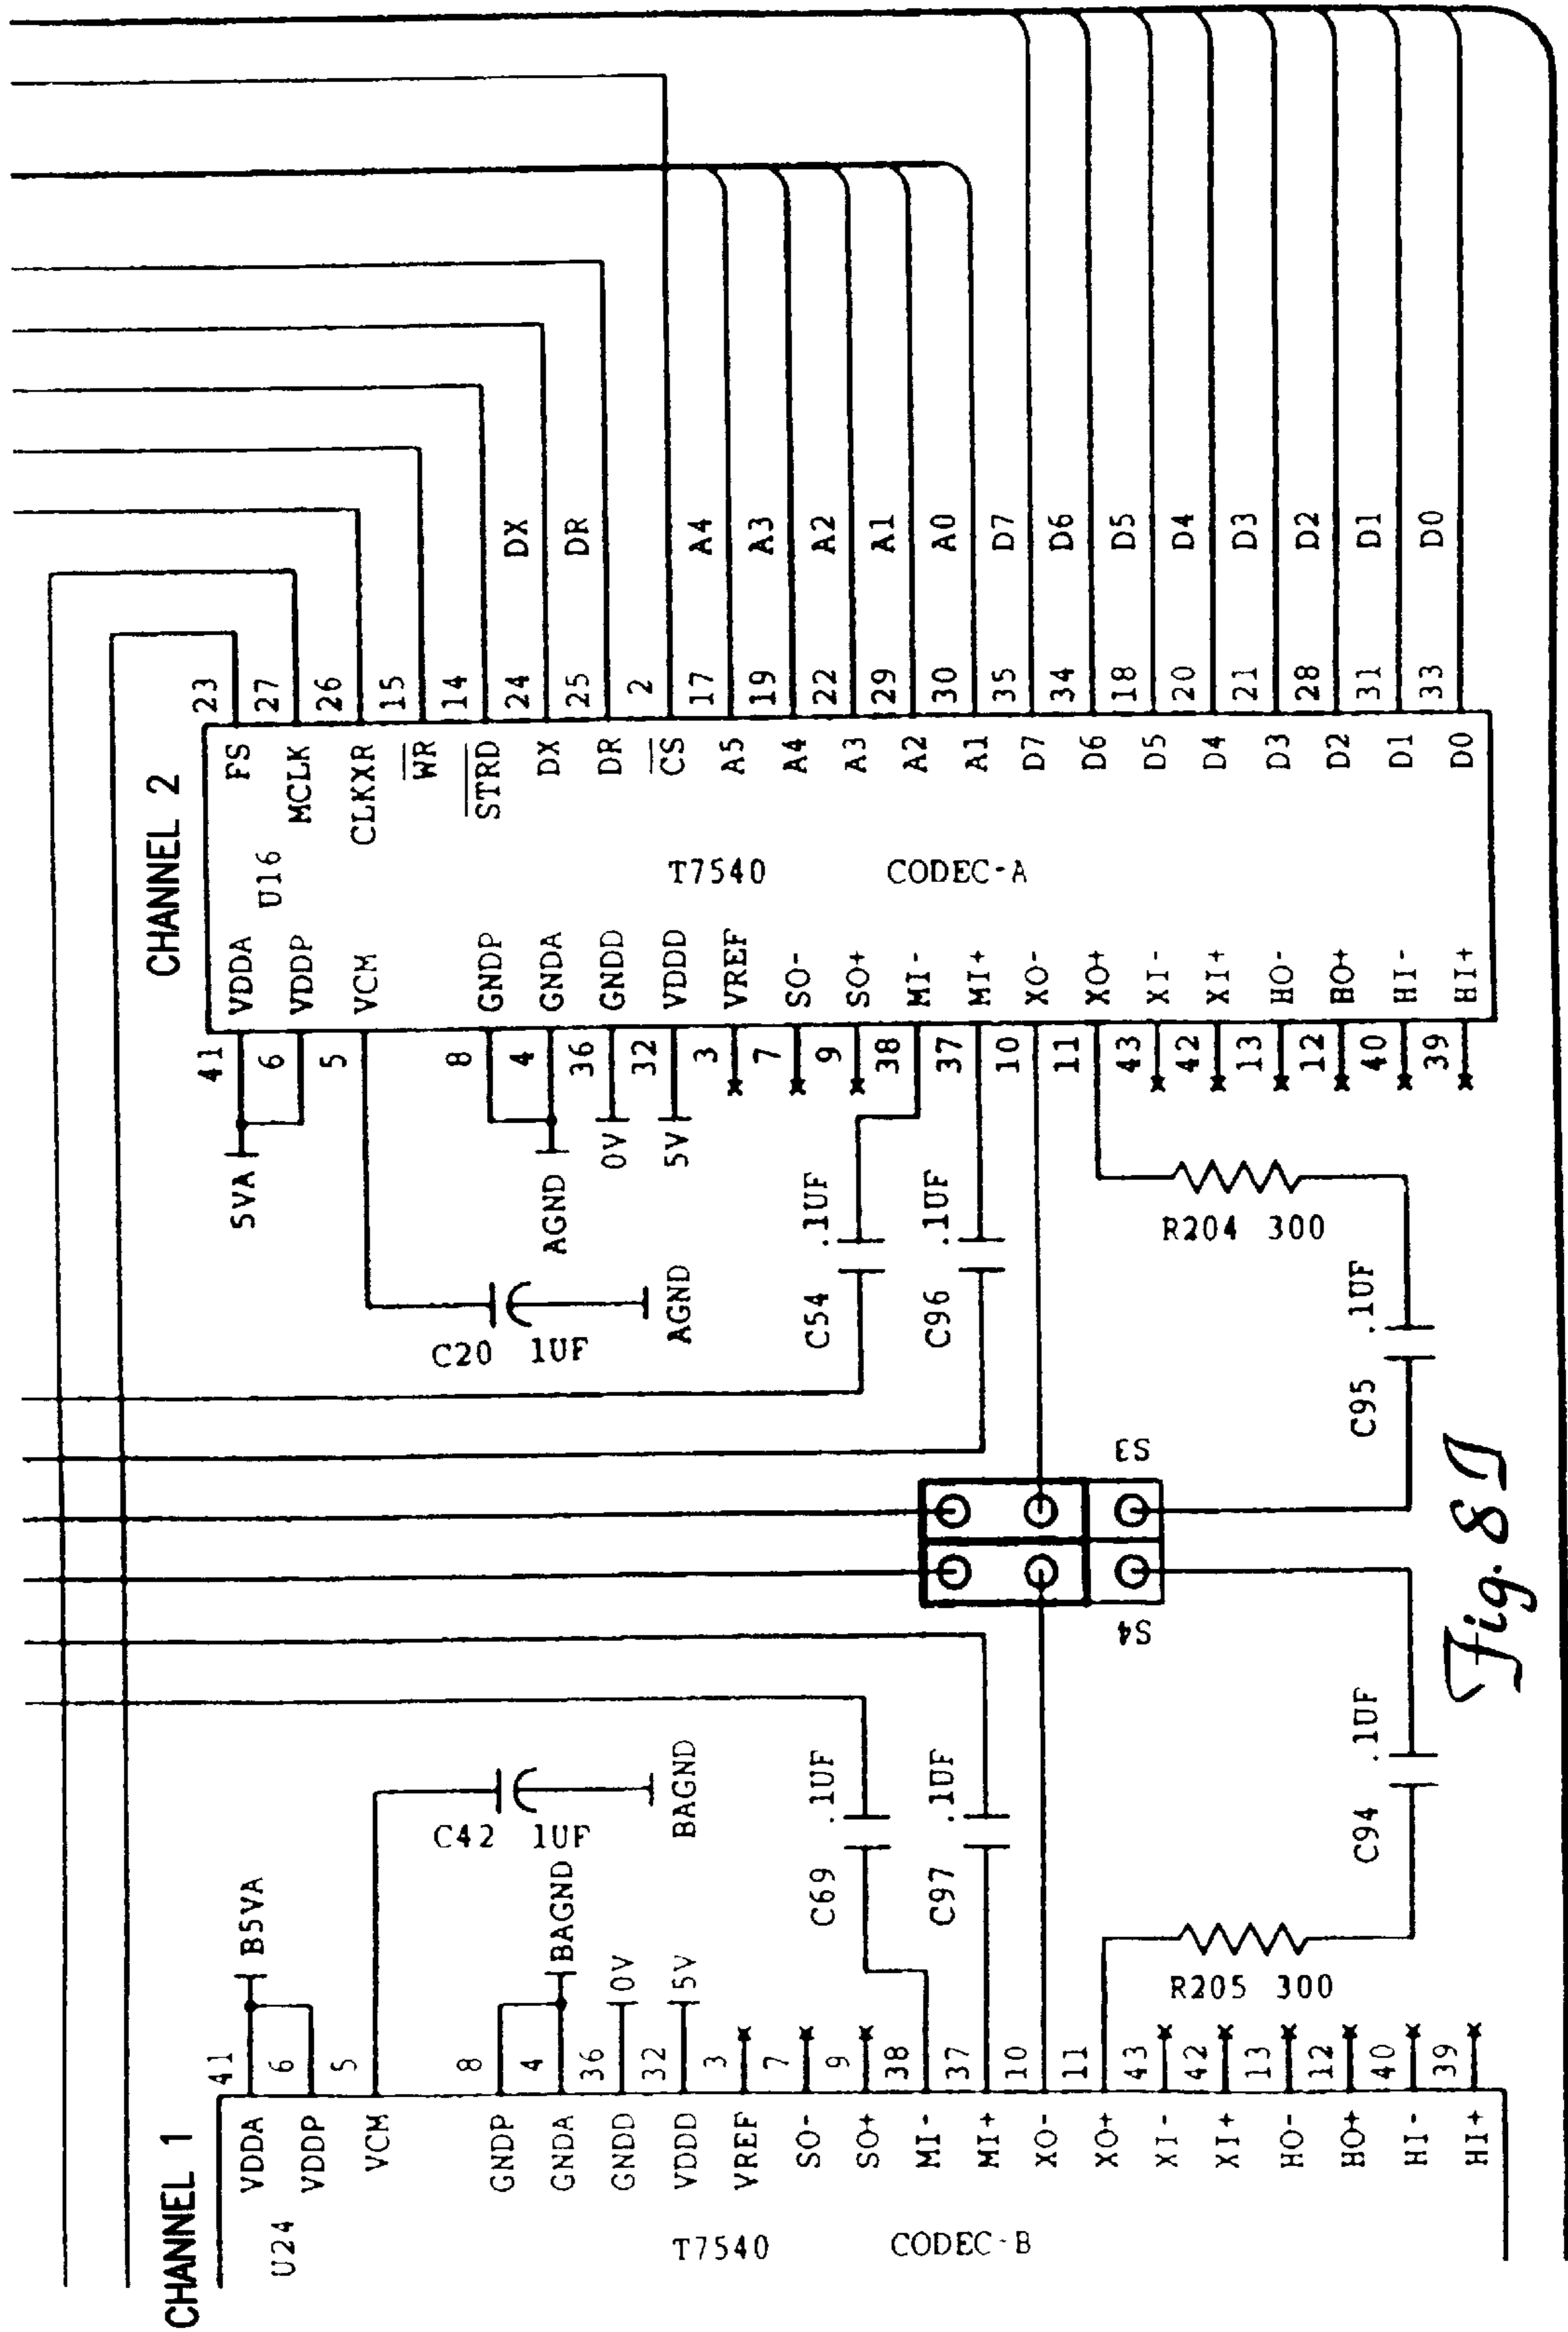 CHANNEL 1
U24
T7540
CODEC-B
VDDA 41
VDDP 6
VCM 5
GNDP 8
GNDA 4
GNDD 36
VDDD 32
VREF 3
SO- 7
SO+ 9
MI- 38
MI+ 37
XO- 10
XO+ 11
XI- 43
XI+ 42
HO- 13
HO+ 12
HI- 40
HI+ 39
B5VA
BAGND
0V
5V
C42 1UF
BAGND
C69 .1UF
C97 .1UF
R205 300
C94 .1UF
S4
S3
C20 1UF
AGND
5VA
AGND
0V
5V
C54 .1UF
C96 .1UF
R204 300
C95 .1UF
CHANNEL 2
U16
T7540
CODEC-A
41 VDDA
6 VDDP
5 VCM
8 GNDP
4 GNDA
36 GNDD
32 VDDD
3 VREF
7 SO-
9 SO+
38 MI-
37 MI+
10 XO-
11 XO+
43 XI-
42 XI+
13 HO-
12 BO+
40 HI-
39 HI+
FS 23
MCLK 27
CLKXR 26
WR 15
STRD 14
DX 24 DX
DR 25 DR
CS 2
A5 17 A4
A4 19 A3
A3 22 A2
A2 29 A1
A1 30 A0
D7 35 D7
D6 34 D6
D5 18 D5
D4 20 D4
D3 21 D3
D2 28 D2
D1 31 D1
D0 33 D0